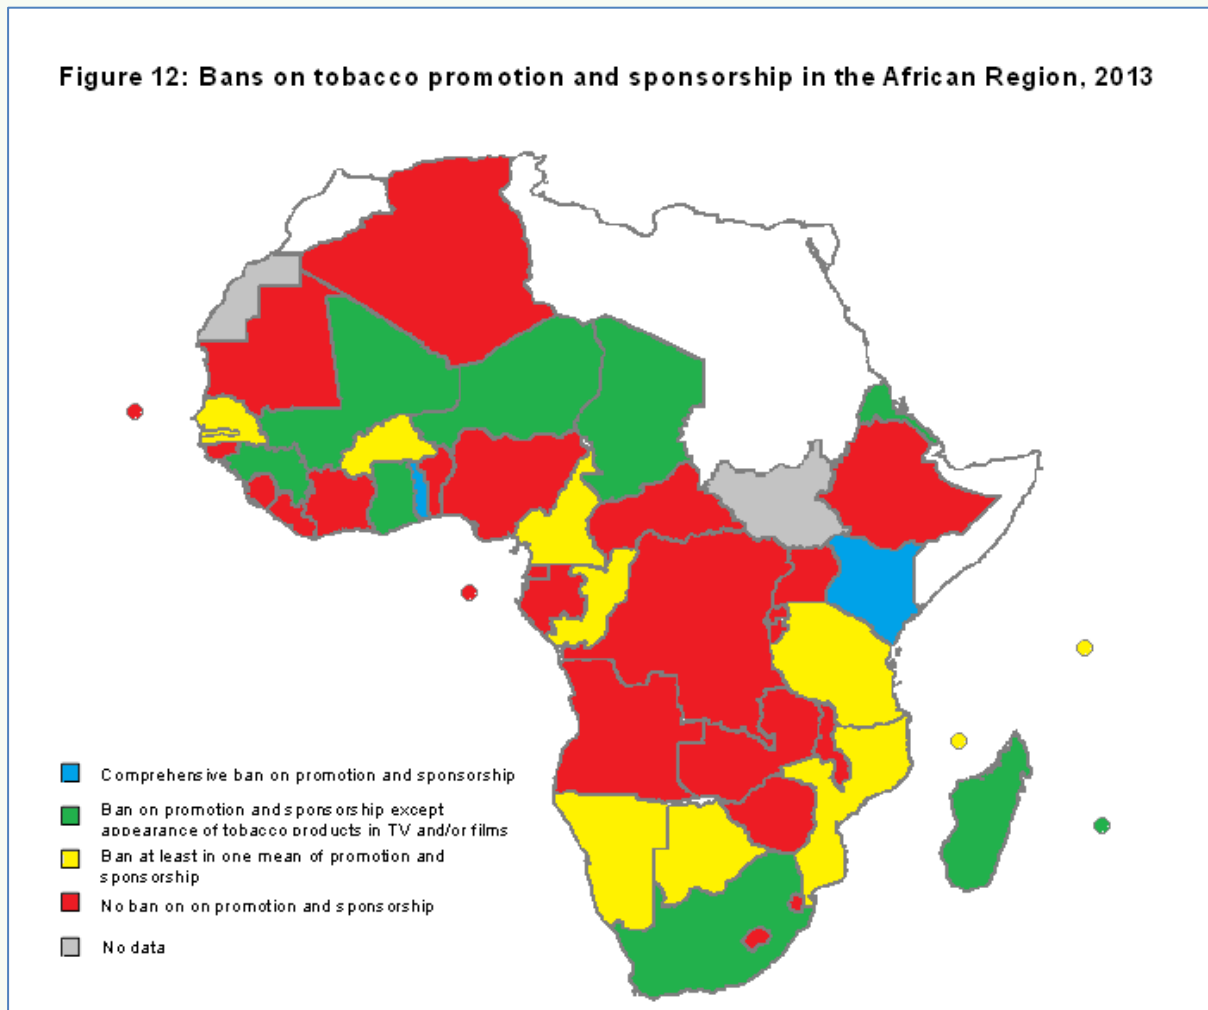 Figure 12: Bans on tobacco promotion and sponsorship in the African Region, 2013
Comprehensive ban on promotion and sponsorship
Ban on promotion and sponsorship except
appearance of tobacco products in TV and/or films
Ban at least in one mean of promotion and
sponsorship
No ban on on promotion and sponsorship
No data